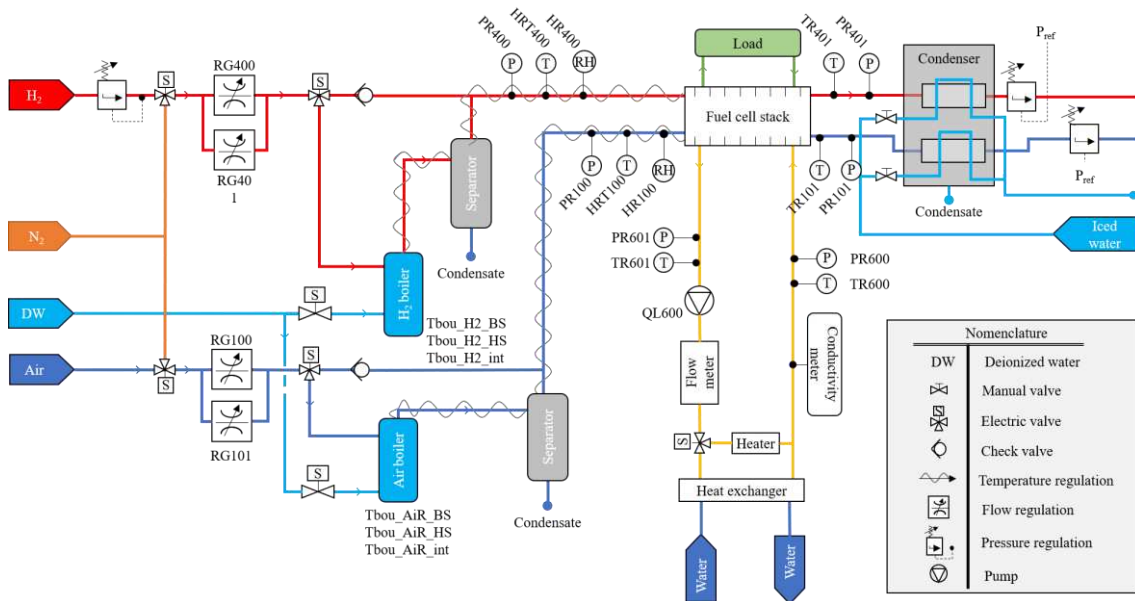 PR400
HRT400
HR400
P
T
RH
Load
TR401
PR401
T
P
P_ref
Condenser
H₂
S
RG400
S
RG40
1
Fuel cell stack
P
T
RH
PR100
HRT100
HR100
T
P
TR101
PR101
P_ref
Condensate
Iced
water
N₂
Separator
Condensate
DW
S
H₂ boiler
Tbou_H2_BS
Tbou_H2_HS
Tbou_H2_int
PR601
P
TR601
T
QL600
P
PR600
T
TR600
Air
S
RG100
S
RG101
Air boiler
S
Separator
Condensate
Tbou_AiR_BS
Tbou_AiR_HS
Tbou_AiR_int
Flow
meter
Conductivity
meter
S
Heater
Heat exchanger
Water
Water
Nomenclature
DW Deionized water
Manual valve
S Electric valve
Check valve
Temperature regulation
Flow regulation
Pressure regulation
Pump